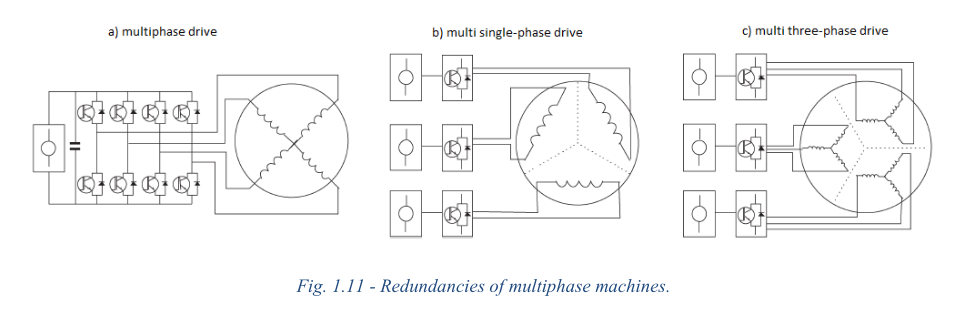 a) multiphase drive
b) multi single-phase drive
c) multi three-phase drive
Fig. 1.11 - Redundancies of multiphase machines.